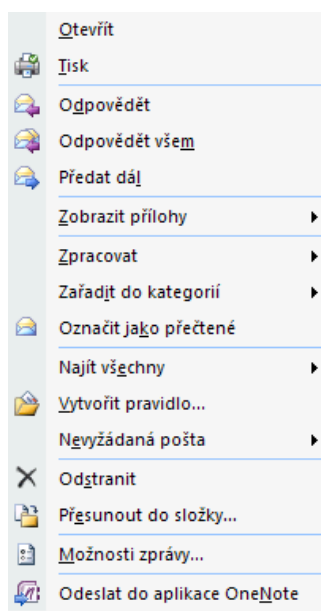 Otevřít
Tisk
Odpovědět
Odpovědět všem
Předat dál
Zobrazit přílohy
Zpracovat
Zařadit do kategorií
Označit jako přečtené
Najít všechny
Vytvořit pravidlo...
Nevyžádaná pošta
Odstranit
Přesunout do složky...
Možnosti zprávy...
Odeslat do aplikace OneNote